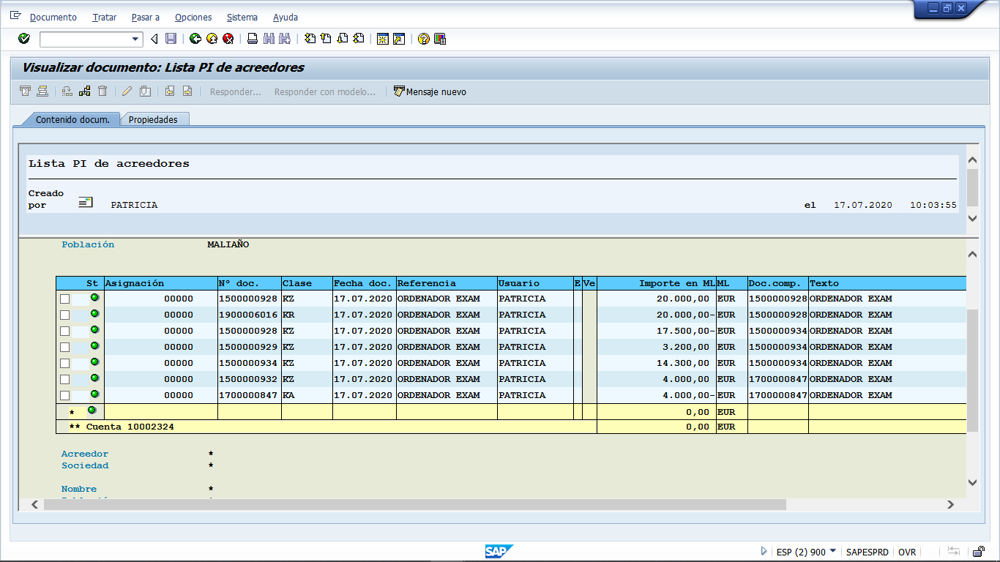 Documento Tratar Pasar a Opciones Sistema Ayuda
Visualizar documento: Lista PI de acreedores
Responder... Responder con modelo... Mensaje nuevo
Contenido docum. Propiedades
Lista PI de acreedores
Creado
por PATRICIA el 17.07.2020 10:03:55
Población MALIAÑO
St Asignación Nº doc. Clase Fecha doc. Referencia Usuario E Ve Importe en ML ML Doc.comp. Texto
00000 1500000928 KZ 17.07.2020 ORDENADOR EXAM PATRICIA 20.000,00 EUR 1500000928 ORDENADOR EXAM
00000 1900006016 KR 17.07.2020 ORDENADOR EXAM PATRICIA 20.000,00- EUR 1500000928 ORDENADOR EXAM
00000 1500000928 KZ 17.07.2020 ORDENADOR EXAM PATRICIA 17.500,00- EUR 1500000934 ORDENADOR EXAM
00000 1500000929 KZ 17.07.2020 ORDENADOR EXAM PATRICIA 3.200,00 EUR 1500000934 ORDENADOR EXAM
00000 1500000934 KZ 17.07.2020 ORDENADOR EXAM PATRICIA 14.300,00 EUR 1500000934 ORDENADOR EXAM
00000 1500000932 KZ 17.07.2020 ORDENADOR EXAM PATRICIA 4.000,00 EUR 1700000847 ORDENADOR EXAM
00000 1700000847 KA 17.07.2020 ORDENADOR EXAM PATRICIA 4.000,00- EUR 1700000847 ORDENADOR EXAM
* 0,00 EUR
** Cuenta 10002324 0,00 EUR
Acreedor *
Sociedad *
Nombre *
SAP ESP (2) 900 SAPESPRD OVR